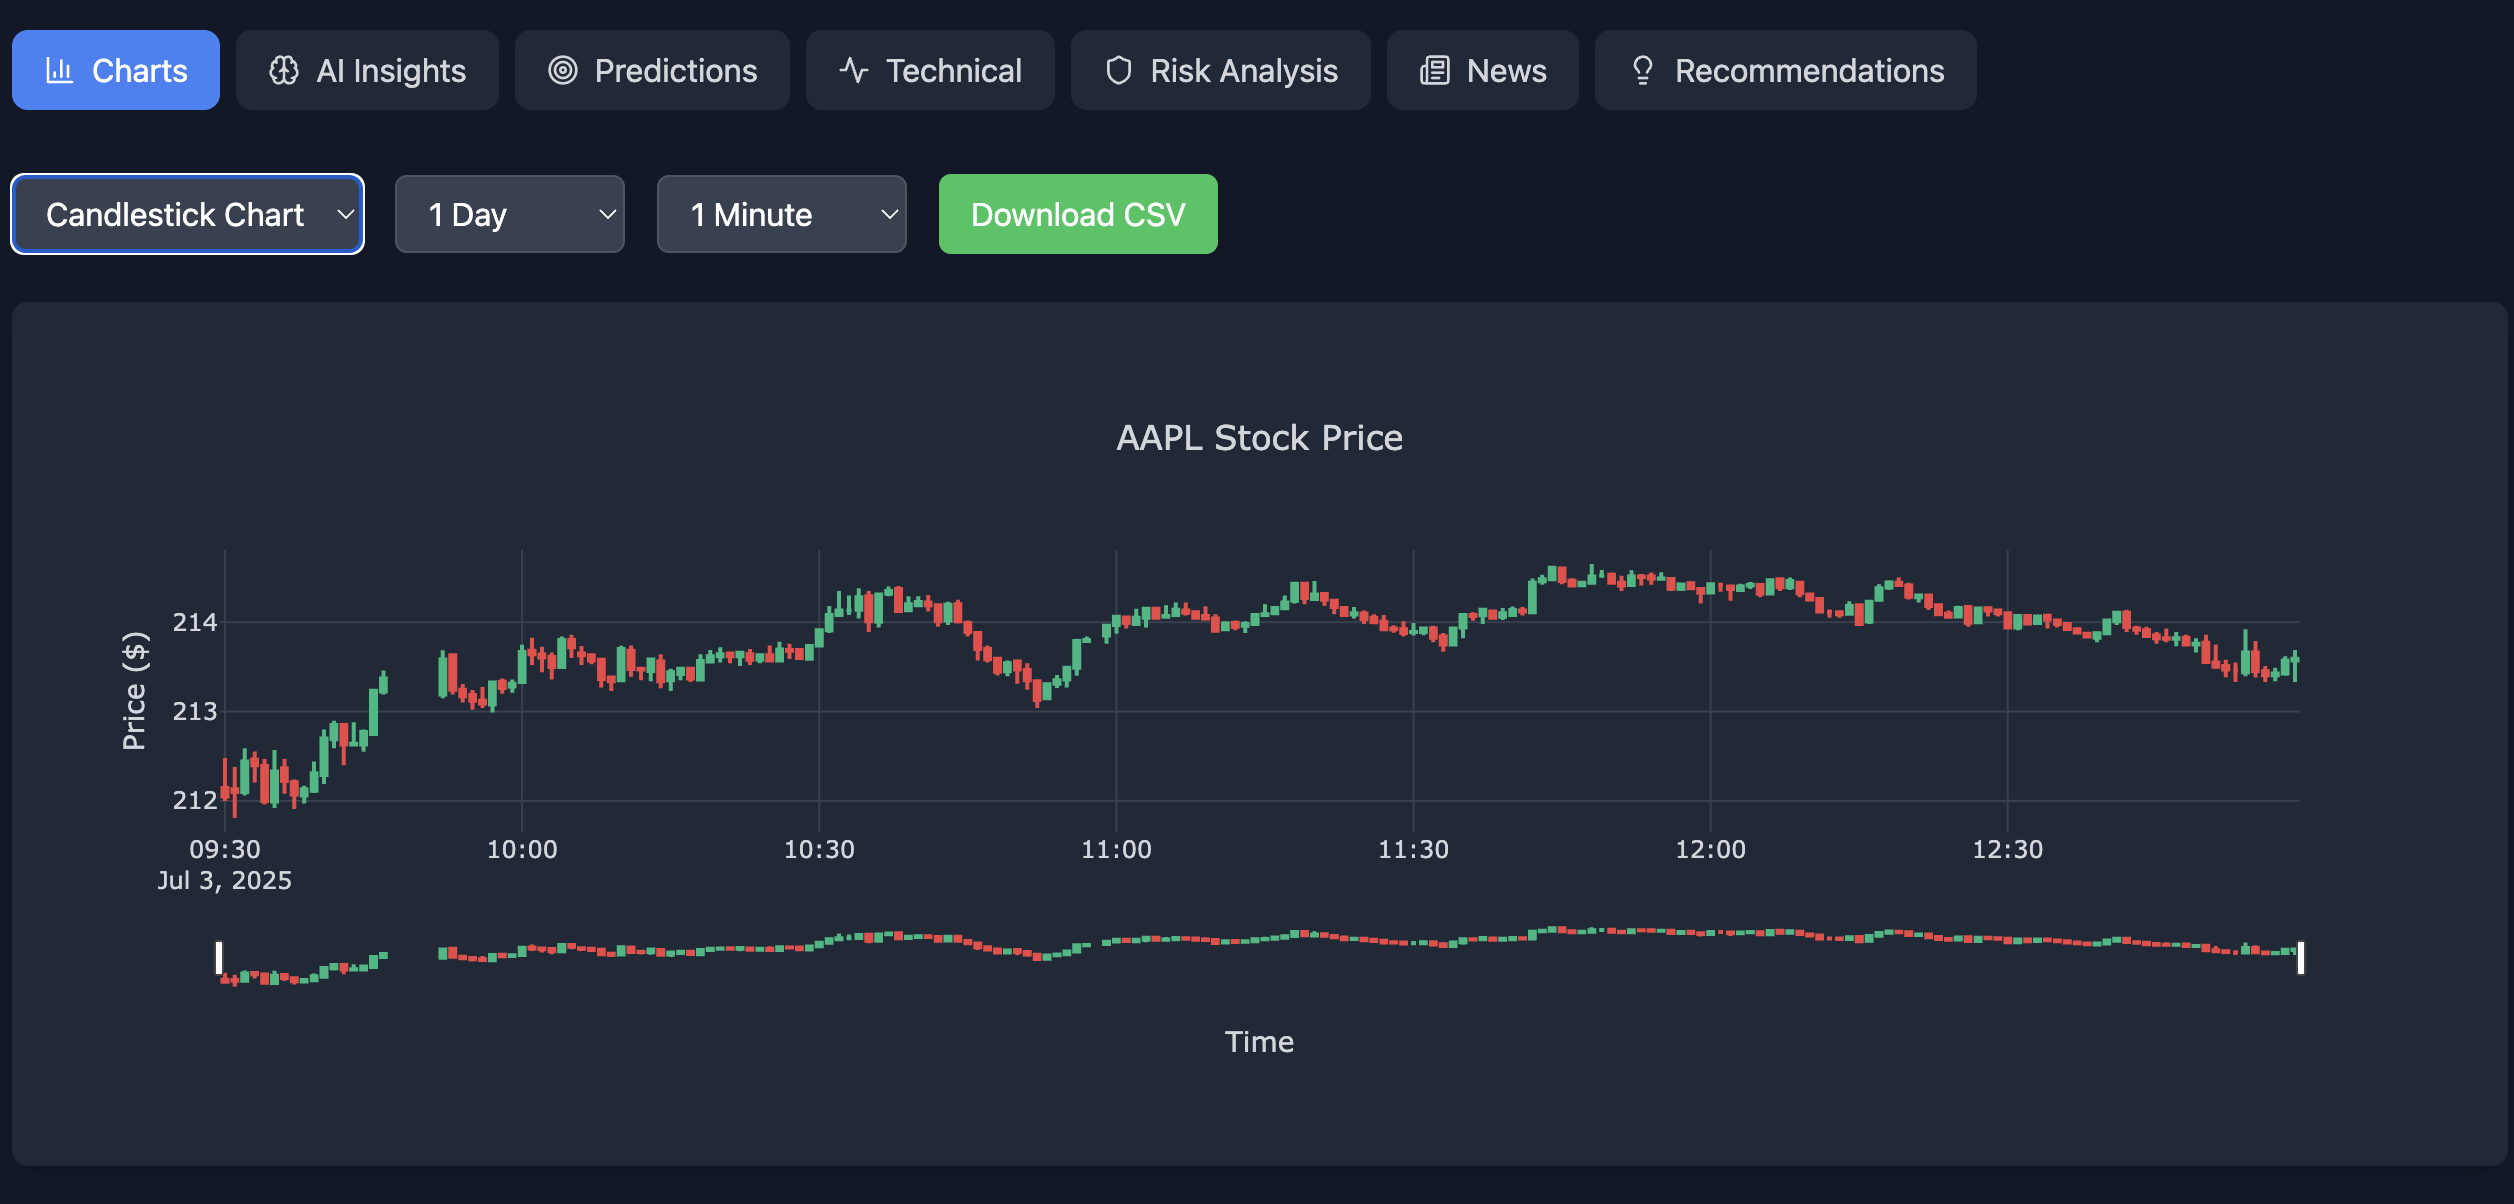 Charts
AI Insights
Predictions
Technical
Risk Analysis
News
Recommendations
Candlestick Chart
1 Day
1 Minute
Download CSV
AAPL Stock Price
Price ($)
214
213
212
09:30
10:00
10:30
11:00
11:30
12:00
12:30
Jul 3, 2025
Time